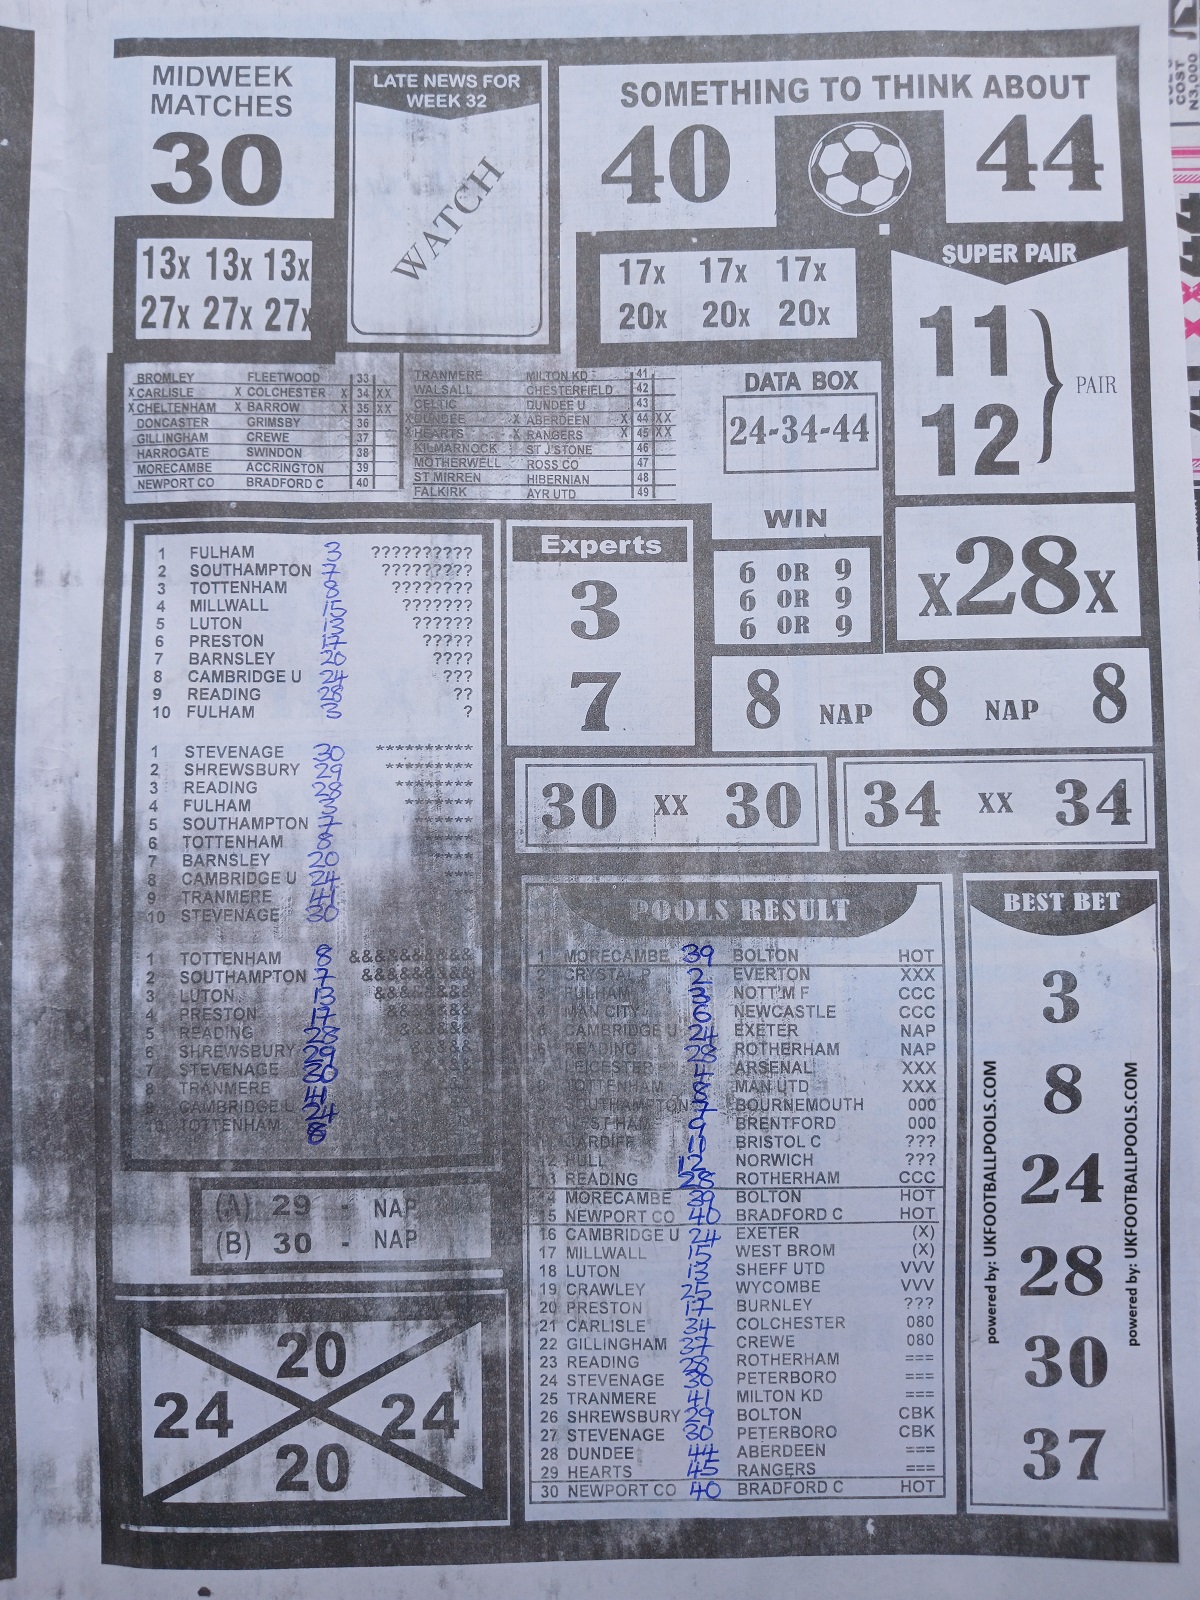 MIDWEEK
MATCHES
30
LATE NEWS FOR
WEEK 32
WATCH
SOMETHING TO THINK ABOUT
40 44
13x 13x 13x
27x 27x 27x
17x 17x 17x
20x 20x 20x
SUPER PAIR
11
12
PAIR
BROMLEY FLEETWOOD 33
X CARLISLE X COLCHESTER X 34 XX
X CHELTENHAM X BARROW X 35 XX
DONCASTER GRIMSBY 36
GILLINGHAM CREWE 37
HARROGATE SWINDON 38
MORECAMBE ACCRINGTON 39
NEWPORT CO BRADFORD C 40
TRANMERE MILTON KD 41
WALSALL CHESTERFIELD 42
CELTIC DUNDEE U 43
X DUNDEE X ABERDEEN X 44 XX
X HEARTS X RANGERS X 45 XX
KILMARNOCK ST J'STONE 46
MOTHERWELL ROSS CO 47
ST MIRREN HIBERNIAN 48
FALKIRK AYR UTD 49
DATA BOX
24-34-44
WIN
6 OR 9
6 OR 9
6 OR 9
x28x
1 FULHAM 3 ??????????
2 SOUTHAMPTON 7 ?????????
3 TOTTENHAM 8 ????????
4 MILLWALL 15 ???????
5 LUTON 13 ??????
6 PRESTON 17 ?????
7 BARNSLEY 20 ????
8 CAMBRIDGE U 24 ???
9 READING 28 ??
10 FULHAM 3 ?
1 STEVENAGE 30 **********
2 SHREWSBURY 29 *********
3 READING 28 ********
4 FULHAM 3 *******
5 SOUTHAMPTON 7 ******
6 TOTTENHAM 8 *****
7 BARNSLEY 20 ****
8 CAMBRIDGE U 24 ***
9 TRANMERE 41
10 STEVENAGE 30
1 TOTTENHAM 8 &&&&&&&&&&
2 SOUTHAMPTON 7 &&&&&&&&&
3 LUTON 13 &&&&&&&&
4 PRESTON 17 &&&&&&&
5 READING 28 &&&&&&
6 SHREWSBURY 29 &&&&&
7 STEVENAGE 30
8 TRANMERE 41
9 CAMBRIDGE U 24
10 TOTTENHAM 8
Experts
3
7
8 NAP 8 NAP 8
30 XX 30
34 XX 34
(A) 29 - NAP
(B) 30 - NAP
20
24 24
20
POOLS RESULT
1 MORECAMBE 39 BOLTON HOT
2 CRYSTAL P 2 EVERTON XXX
3 FULHAM 3 NOTT'M F CCC
4 MAN CITY 6 NEWCASTLE CCC
5 CAMBRIDGE U 24 EXETER NAP
6 READING 28 ROTHERHAM NAP
LEICESTER 4 ARSENAL XXX
TOTTENHAM 8 MAN UTD XXX
SOUTHAMPTON 7 BOURNEMOUTH 000
WEST HAM 9 BRENTFORD 000
CARDIFF 11 BRISTOL C ???
12 HULL 12 NORWICH ???
13 READING 28 ROTHERHAM CCC
14 MORECAMBE 39 BOLTON HOT
15 NEWPORT CO 40 BRADFORD C HOT
16 CAMBRIDGE U 24 EXETER (X)
17 MILLWALL 15 WEST BROM (X)
18 LUTON 13 SHEFF UTD VVV
19 CRAWLEY 25 WYCOMBE VVV
20 PRESTON 17 BURNLEY ???
21 CARLISLE 34 COLCHESTER 080
22 GILLINGHAM 37 CREWE 080
23 READING 28 ROTHERHAM ===
24 STEVENAGE 30 PETERBORO ===
25 TRANMERE 41 MILTON KD ===
26 SHREWSBURY 29 BOLTON CBK
27 STEVENAGE 30 PETERBORO CBK
28 DUNDEE 44 ABERDEEN ===
29 HEARTS 45 RANGERS ===
30 NEWPORT CO 40 BRADFORD C HOT
BEST BET
3
8
24
28
30
37
powered by: UKFOOTBALLPOOLS.COM
powered by: UKFOOTBALLPOOLS.COM
COST
N3,000